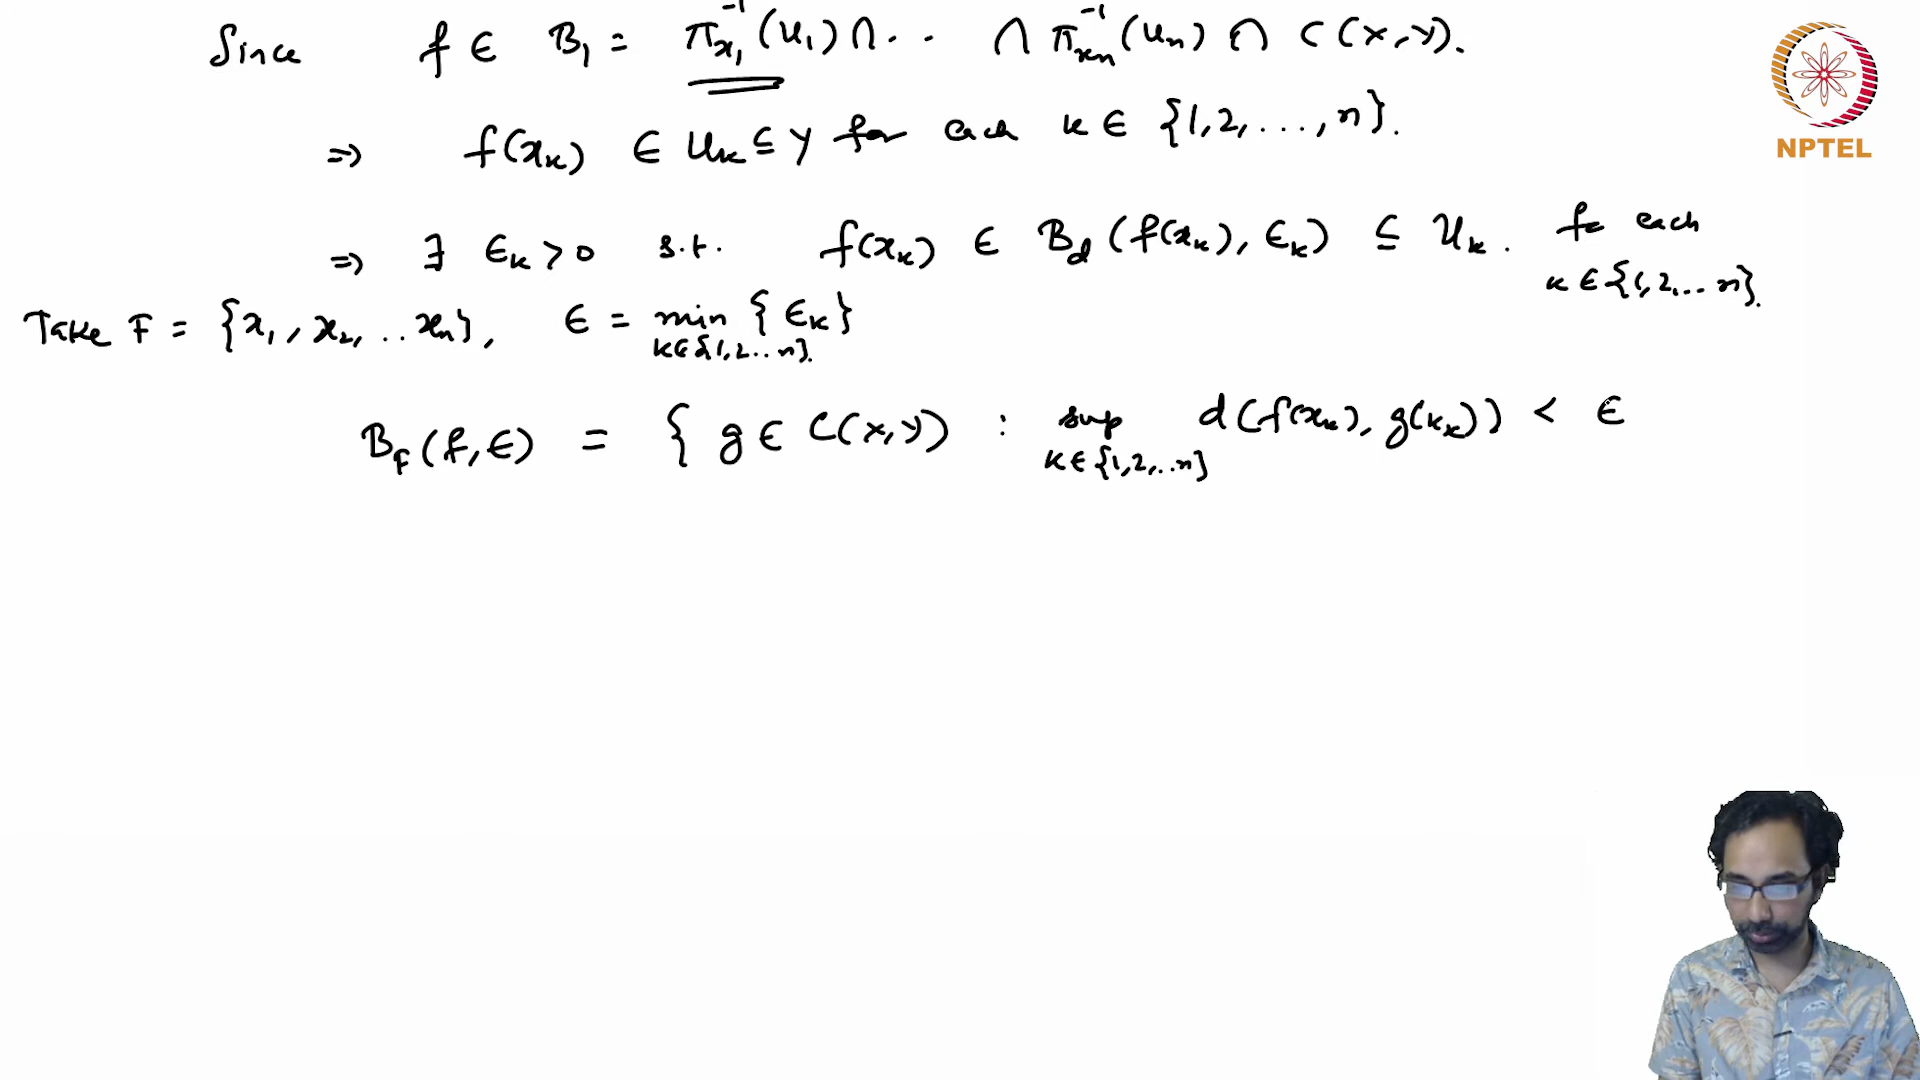 Since f ∈ B₁ = π⁻¹ₓ₁(U₁) ∩ ‥ ∩ π⁻¹ₓₙ(Uₙ) ∩ C(X,Y).
NPTEL
⇒ f(xₖ) ∈ Uₖ ⊆ Y for each k ∈ {1,2,...,n}.
⇒ ∃ ϵₖ > 0 s.t. f(xₖ) ∈ B_d(f(xₖ), ϵₖ) ⊆ Uₖ. for each
k ∈ {1,2,...n}.
Take F = {x₁, x₂, ..xₙ}, ϵ = min {ϵₖ}
k∈{1,2..n}.
B_F(f,ϵ) = { g ∈ C(X,Y) : sup d(f(xₖ), g(xₖ)) < ϵ
k∈{1,2,..n}